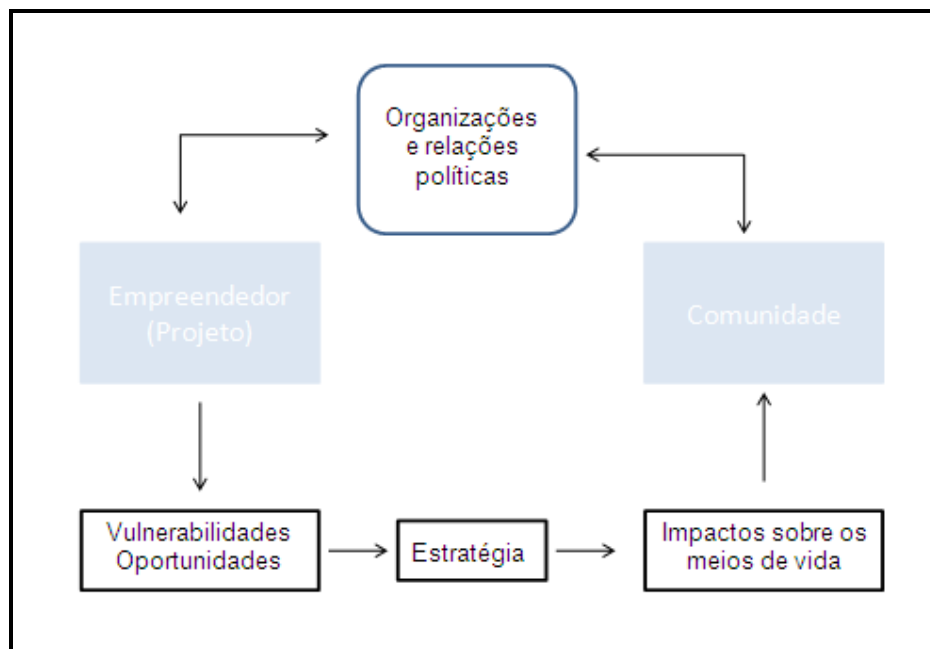 Organizações
e relações
políticas
Empreendedor
(Projeto)
Comunidade
Vulnerabilidades
Oportunidades
Estratégia
Impactos sobre os
meios de vida